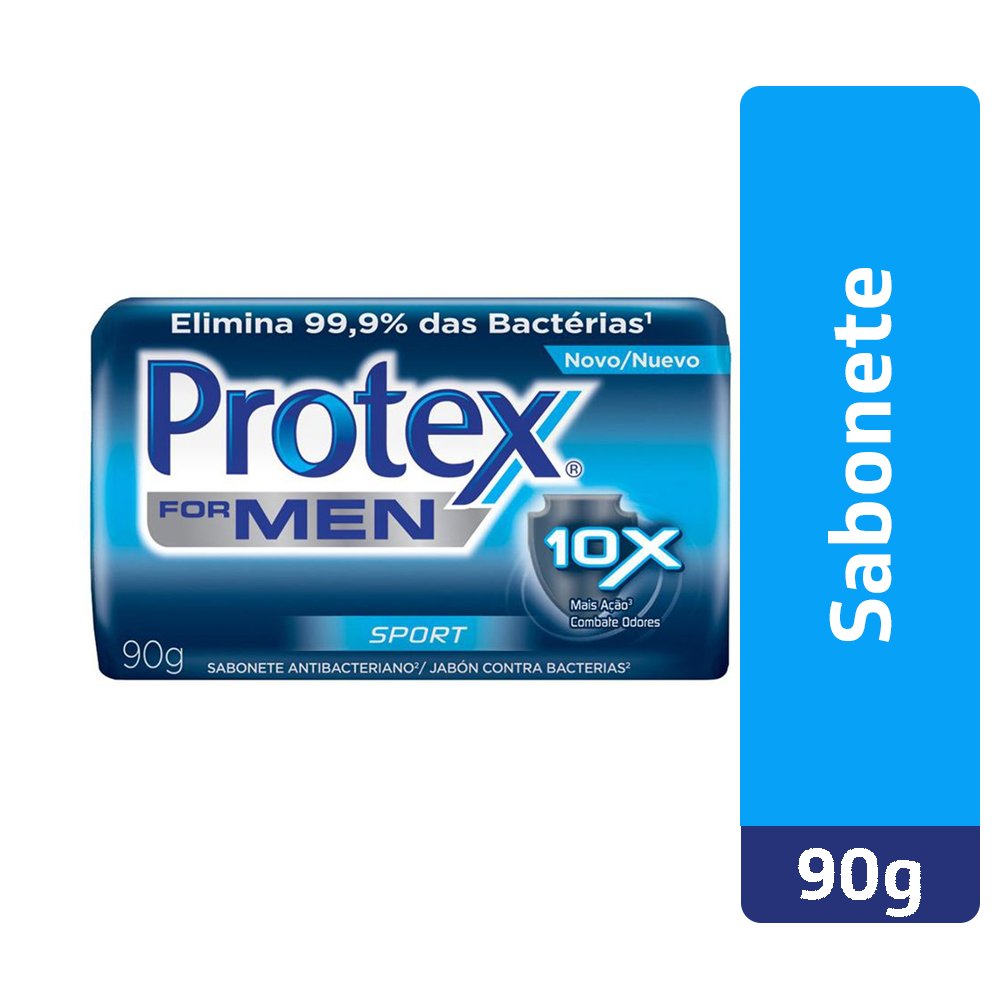 Elimina 99,9% das Bactérias¹
Novo/Nuevo
Protex®
FOR MEN
10X
Mais Ação³
Combate Odores
SPORT
90g
SABONETE ANTIBACTERIANO²/ JABÓN CONTRA BACTERIAS²
Sabonete
90g